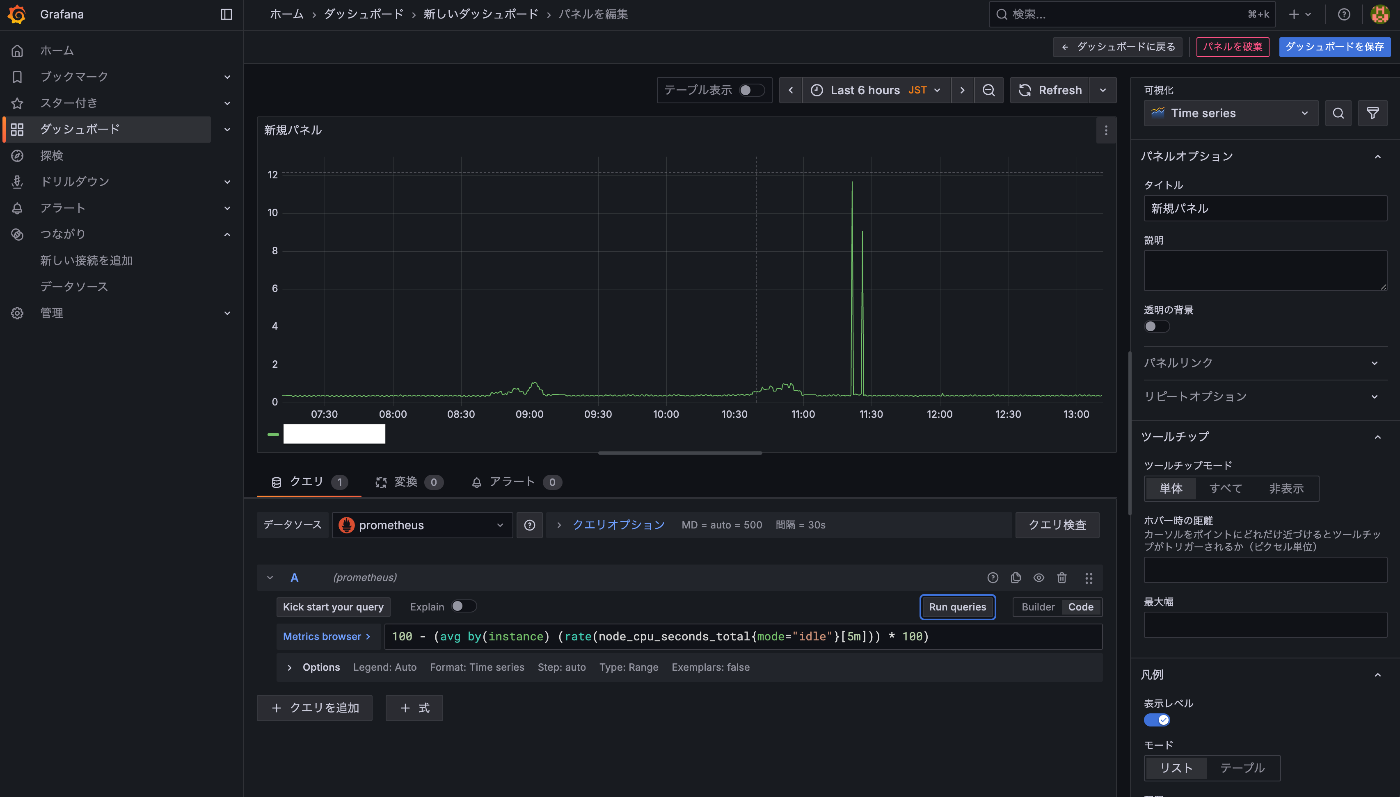 Grafana
ホーム › ダッシュボード › 新しいダッシュボード › パネルを編集
検索...
⌘+k
ホーム
ブックマーク
スター付き
ダッシュボード
探検
ドリルダウン
アラート
つながり
新しい接続を追加
データソース
管理
← ダッシュボードに戻る
パネルを破棄
ダッシュボードを保存
テーブル表示
Last 6 hours JST
Refresh
新規パネル
12
10
8
6
4
2
0
07:30 08:00 08:30 09:00 09:30 10:00 10:30 11:00 11:30 12:00 12:30 13:00
クエリ 1
変換 0
アラート 0
データソース
prometheus
クエリオプション MD = auto = 500 間隔 = 30s
クエリ検査
A (prometheus)
Kick start your query
Explain
Run queries
Builder Code
Metrics browser >
100 - (avg by(instance) (rate(node_cpu_seconds_total{mode="idle"}[5m])) * 100)
Options Legend: Auto Format: Time series Step: auto Type: Range Exemplars: false
+ クエリを追加
+ 式
可視化
Time series
パネルオプション
タイトル
新規パネル
説明
透明の背景
パネルリンク
リピートオプション
ツールチップ
ツールチップモード
単体 すべて 非表示
ホバー時の距離
カーソルをポイントにどれだけ近づけるとツールチッ
プがトリガーされるか（ピクセル単位）
最大幅
凡例
表示レベル
モード
リスト テーブル